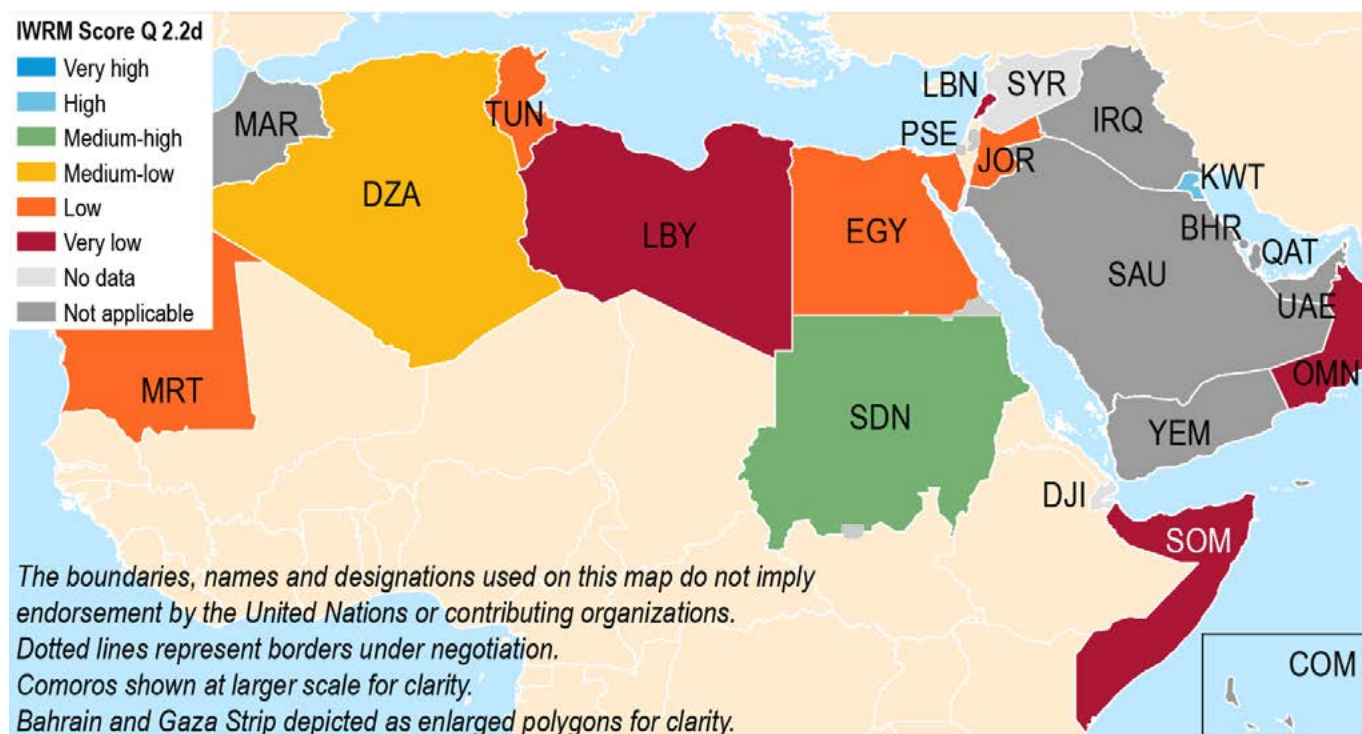 IWRM Score Q 2.2d
Very high
High
Medium-high
Medium-low
Low
Very low
No data
Not applicable
MAR
DZA
TUN
LBY
EGY
LBN
SYR
PSE
JOR
IRQ
KWT
BHR
QAT
SAU
UAE
OMN
YEM
MRT
SDN
DJI
SOM
COM
The boundaries, names and designations used on this map do not imply
endorsement by the United Nations or contributing organizations.
Dotted lines represent borders under negotiation.
Comoros shown at larger scale for clarity.
Bahrain and Gaza Strip depicted as enlarged polygons for clarity.